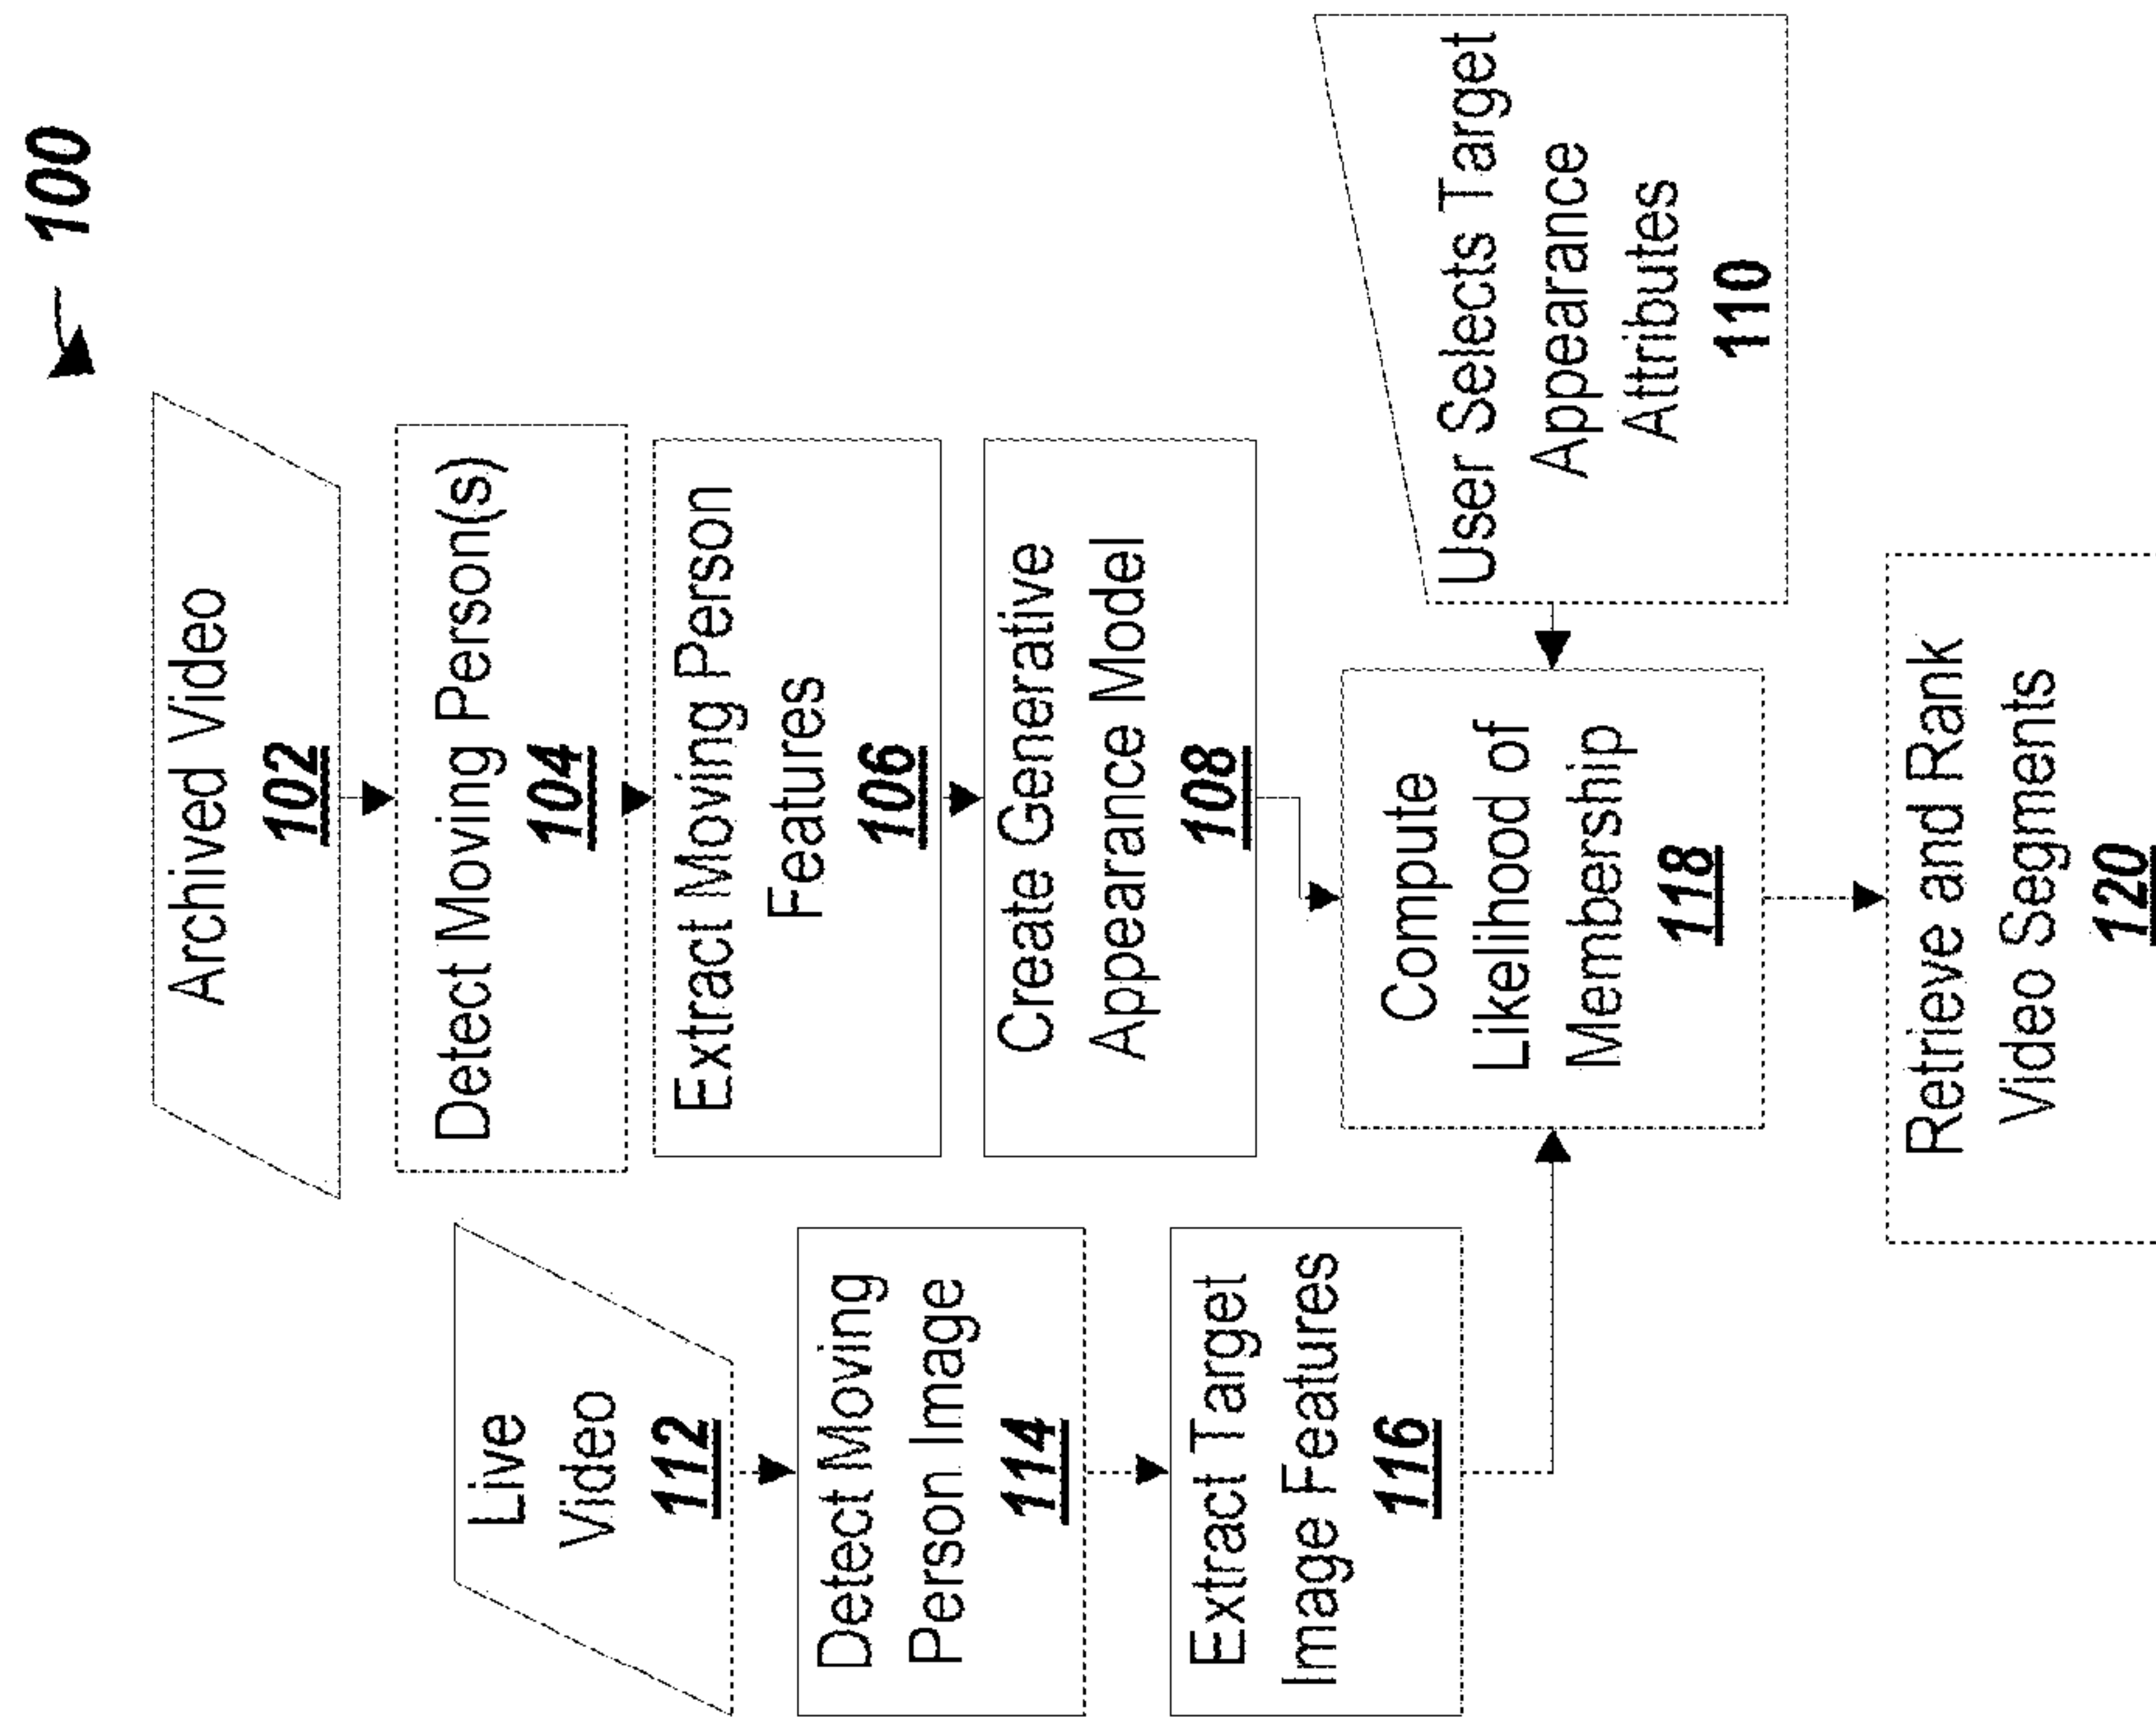 100
Archived Video
102
Detect Moving Person(s)
104
Extract Moving Person
Features
106
Create Generative
Appearance Model
108
User Selects Target
Appearance
Attributes
110
Live
Video
112
Detect Moving
Person Image
114
Extract Target
Image Features
116
Compute
Likelihood of
Membership
118
Retrieve and Rank
Video Segments
120